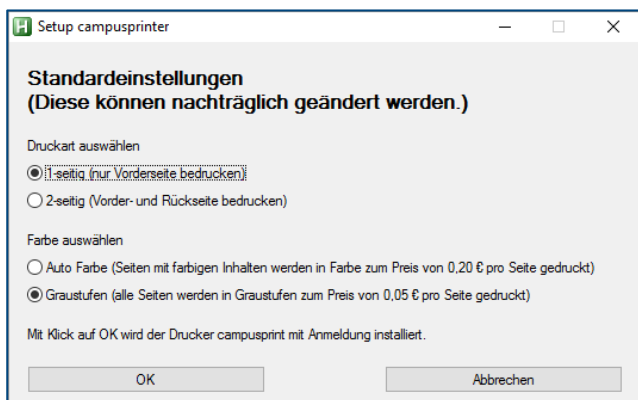 Setup campusprinter
Standardeinstellungen
(Diese können nachträglich geändert werden.)
Druckart auswählen
1-seitig (nur Vorderseite bedrucken)
2-seitig (Vorder- und Rückseite bedrucken)
Farbe auswählen
Auto Farbe (Seiten mit farbigen Inhalten werden in Farbe zum Preis von 0,20 € pro Seite gedruckt)
Graustufen (alle Seiten werden in Graustufen zum Preis von 0,05 € pro Seite gedruckt)
Mit Klick auf OK wird der Drucker campusprint mit Anmeldung installiert.
OK
Abbrechen